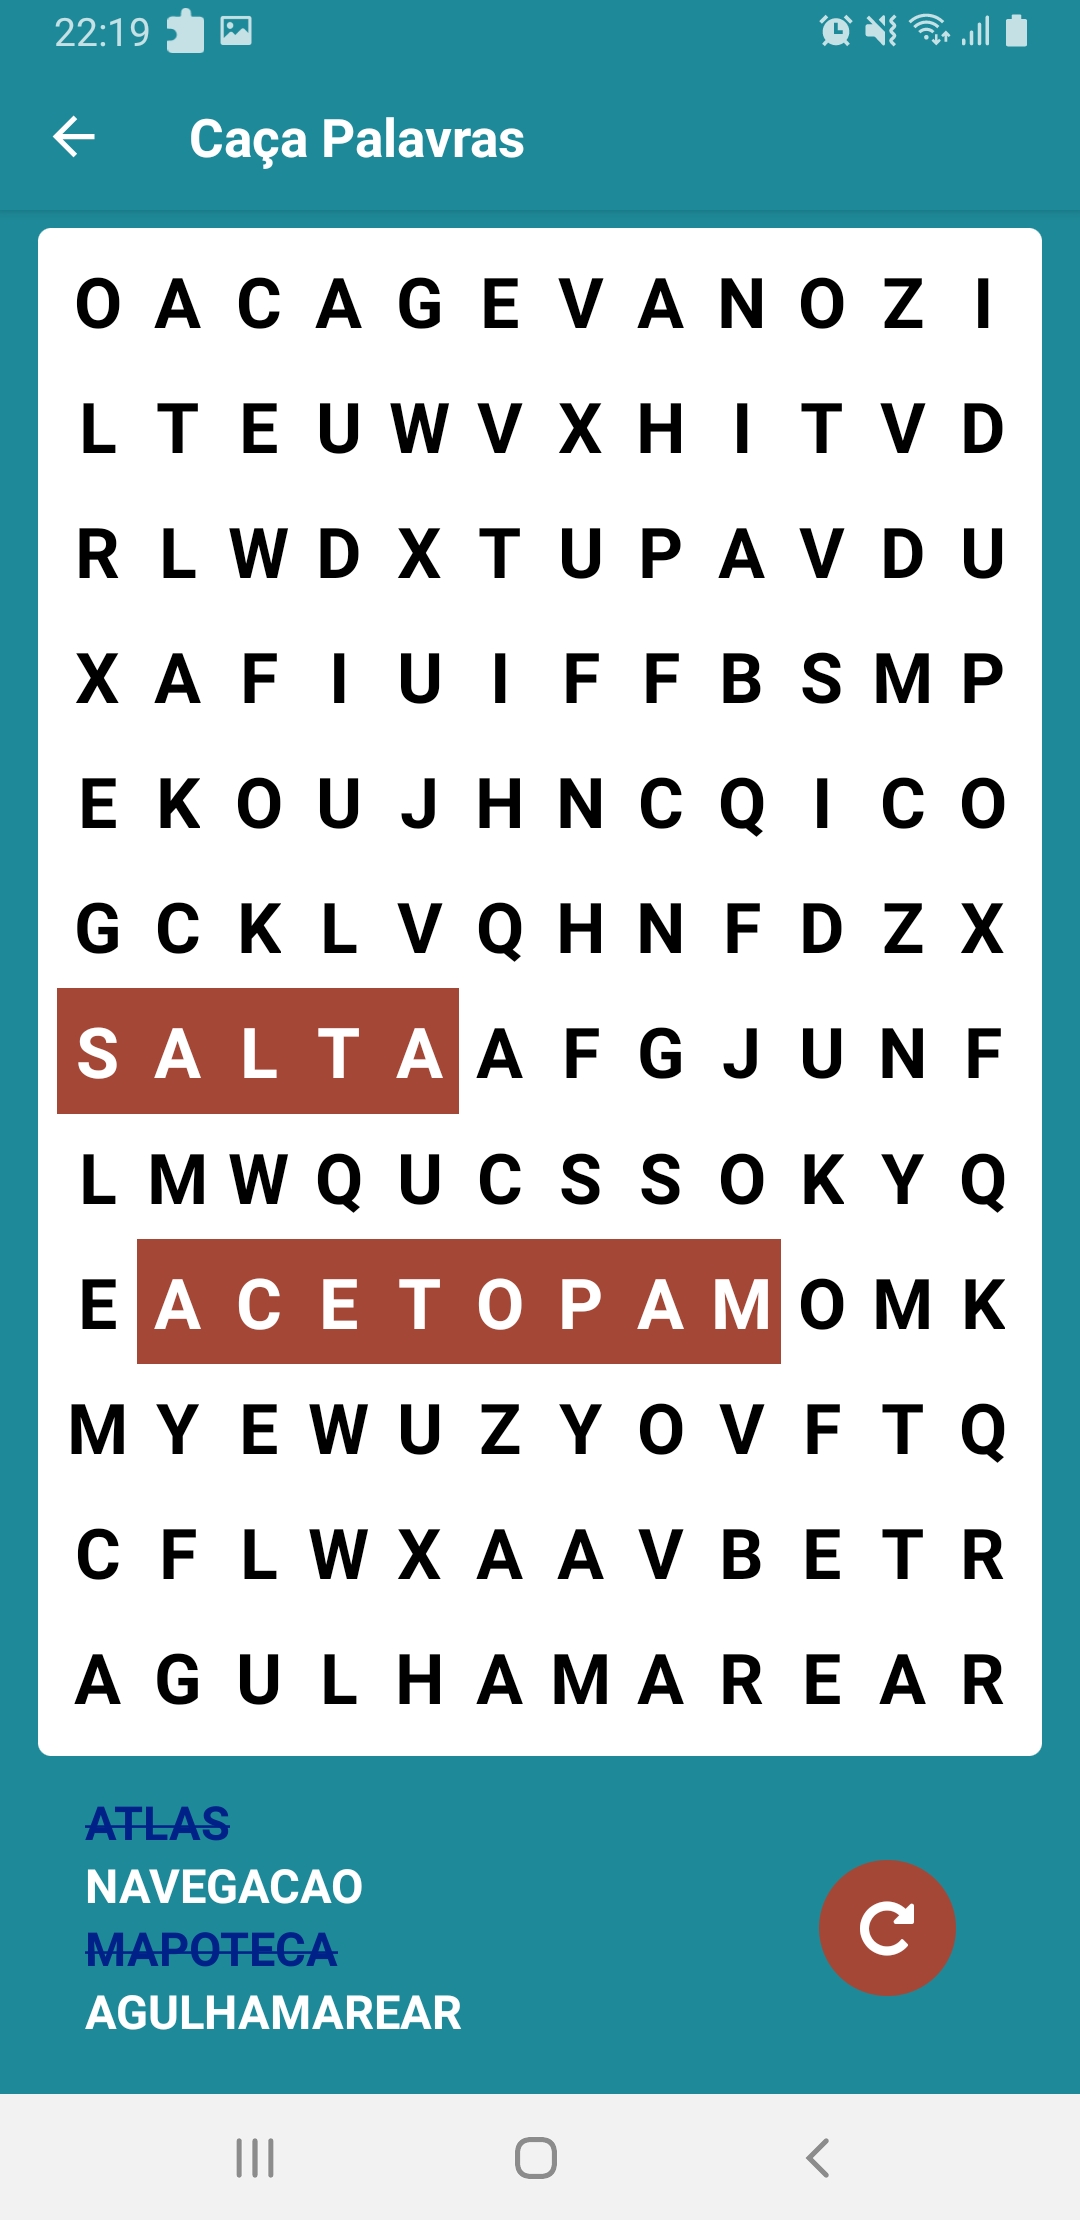 22:19
Caça Palavras
O A C A G E V A N O Z I
L T E U W V X H I T V D
R L W D X T U P A V D U
X A F I U I F F B S M P
E K O U J H N C Q I C O
G C K L V Q H N F D Z X
S A L T A A F G J U N F
L M W Q U C S S O K Y Q
E A C E T O P A M O M K
M Y E W U Z Y O V F T Q
C F L W X A A V B E T R
A G U L H A M A R E A R
ATLAS
NAVEGACAO
MAPOTECA
AGULHAMAREAR